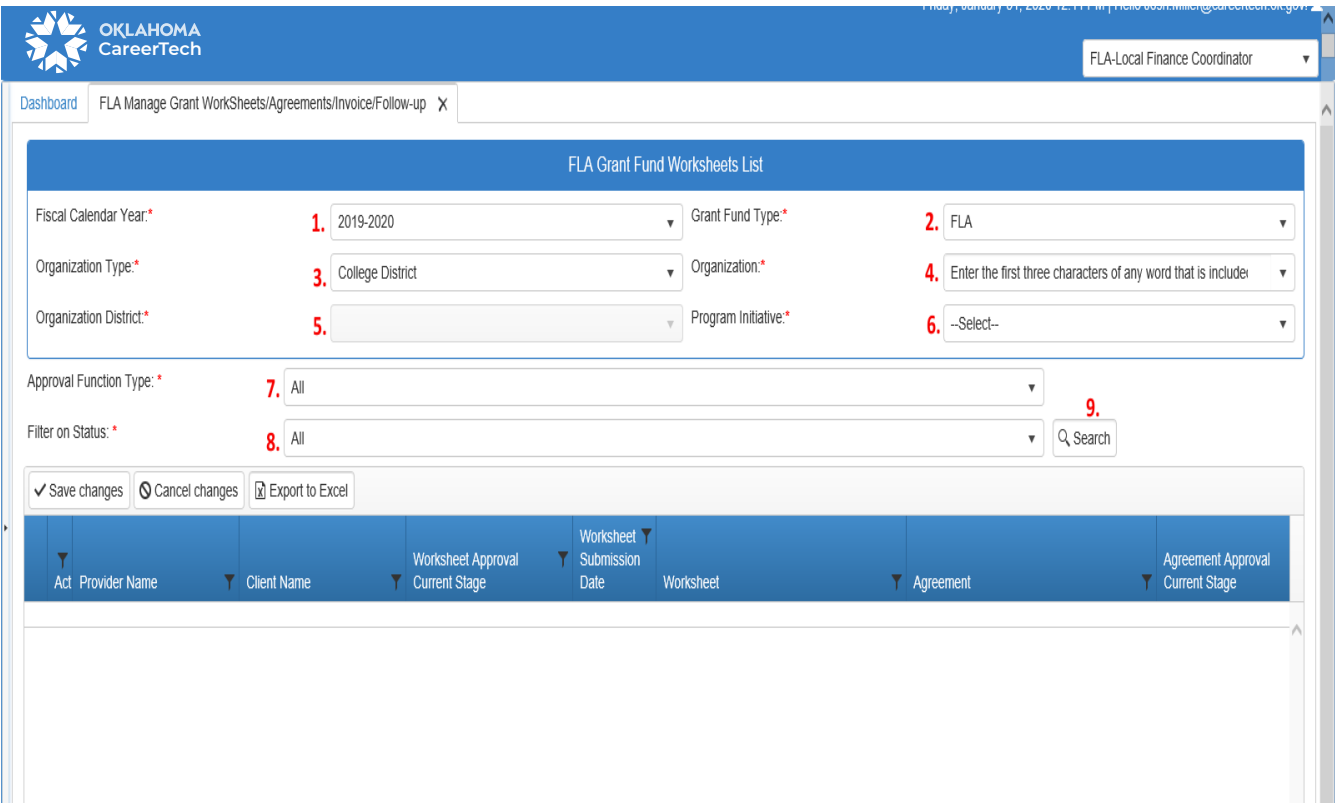 OKLAHOMA
CareerTech
FLA-Local Finance Coordinator
Dashboard FLA Manage Grant WorkSheets/Agreements/Invoice/Follow-up X
FLA Grant Fund Worksheets List
Fiscal Calendar Year:* 1. 2019-2020 Grant Fund Type:* 2. FLA
Organization Type:* 3. College District Organization:* 4. Enter the first three characters of any word that is include
Organization District:* 5. Program Initiative:* 6. --Select--
Approval Function Type: * 7. All
9.
Filter on Status: * 8. All Search
Save changes Cancel changes Export to Excel
Act Provider Name Client Name Worksheet Approval Current Stage Worksheet Submission Date Worksheet Agreement Agreement Approval Current Stage